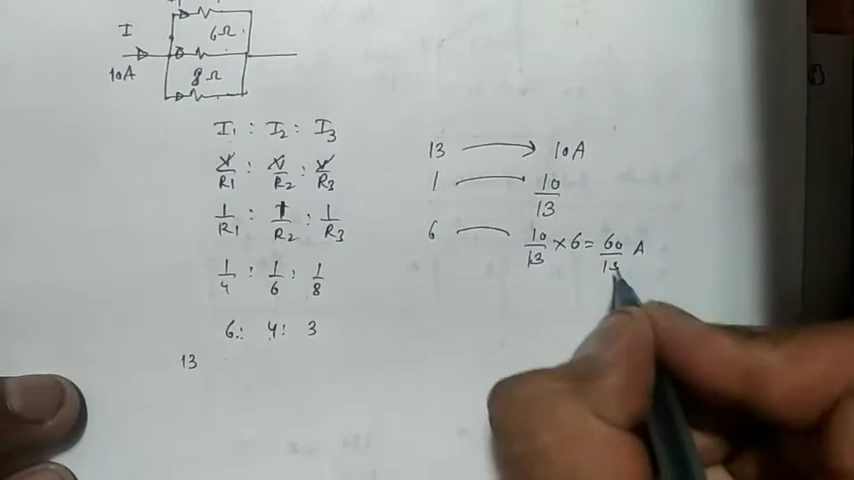 6Ω
I
10A
8Ω
I₁ : I₂ : I₃
V/R₁ : V/R₂ : V/R₃
1/R₁ : 1/R₂ : 1/R₃
1/4 : 1/6 : 1/8
6 : 4 : 3
13
13 → 10A
1 — 10/13
6 — 10/13 × 6 = 60/13 A